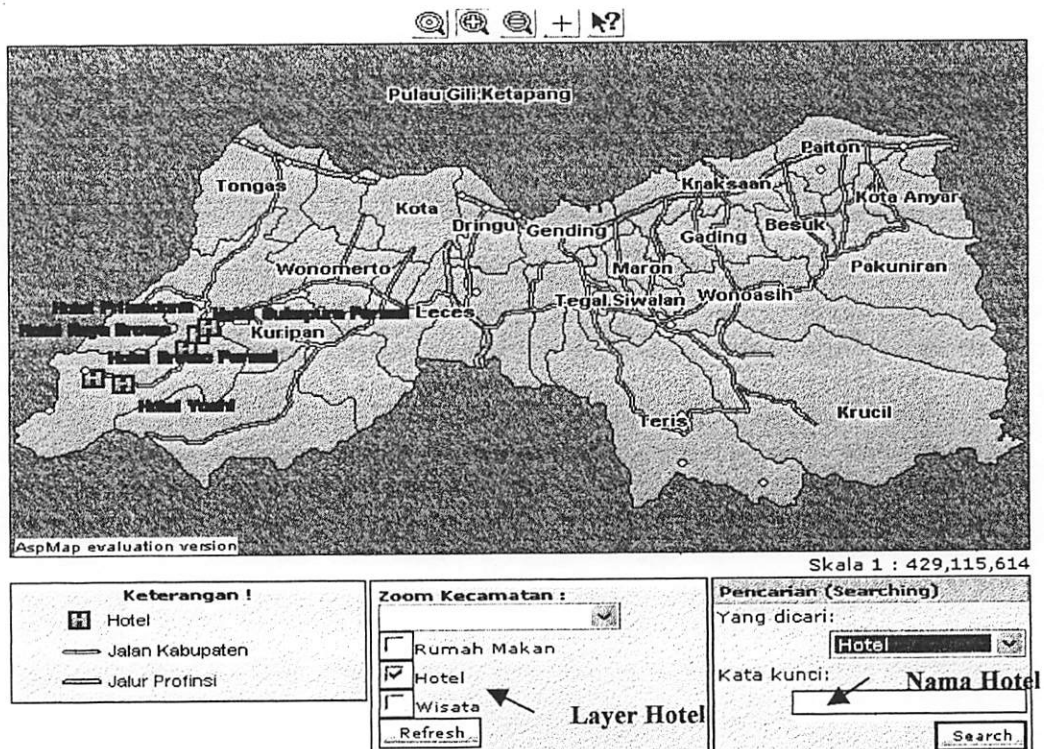 Pulau Gili Ketapang
Paiton
Tongas
Kraksaan
Kota Anyar
Kota
Dringu
Gending
Besuk
Gading
Wonomerto
Maron
Pakuniran
Tegal Siwalan
Wonoasih
Leces
Kuripan
Hotel Yoshi
Teris
Krucil
AspMap evaluation version
Skala 1 : 429,115,614
Keterangan !
H Hotel
Jalan Kabupaten
Jalur Profinsi
Zoom Kecamatan :
Rumah Makan
Hotel
Wisata
Refresh
Layer Hotel
Pencarian (Searching)
Yang dicari:
Hotel
Kata kunci:
Nama Hotel
Search